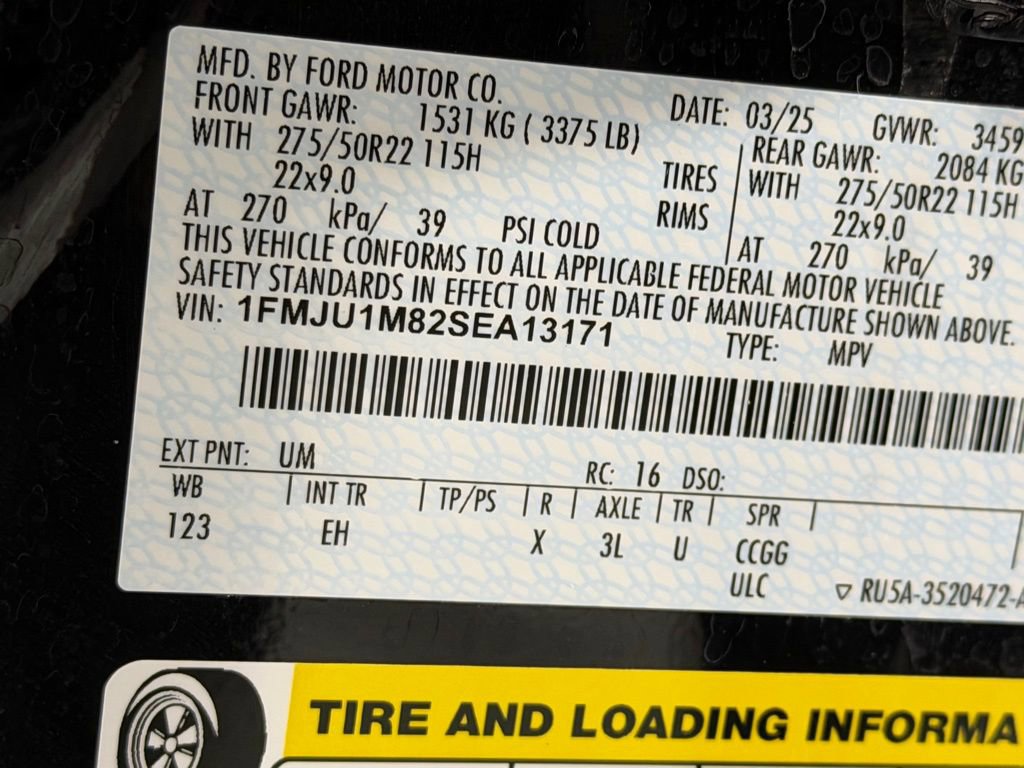 MFD. BY FORD MOTOR CO. DATE: 03/25 GVWR: 3459
FRONT GAWR: 1531 KG ( 3375 LB) REAR GAWR: 2084 KG
WITH 275/50R22 115H TIRES WITH 275/50R22 115H
22x9.0 RIMS 22x9.0
AT 270 kPa/ 39 PSI COLD AT 270 kPa/ 39
THIS VEHICLE CONFORMS TO ALL APPLICABLE FEDERAL MOTOR VEHICLE
SAFETY STANDARDS IN EFFECT ON THE DATE OF MANUFACTURE SHOWN ABOVE.
VIN: 1FMJU1M82SEA13171 TYPE: MPV
EXT PNT: UM RC: 16 DSO:
WB INT TR TP/PS R AXLE TR SPR
123 EH X 3L U CCGG
ULC ▽ RU5A-3520472-A
TIRE AND LOADING INFORMA